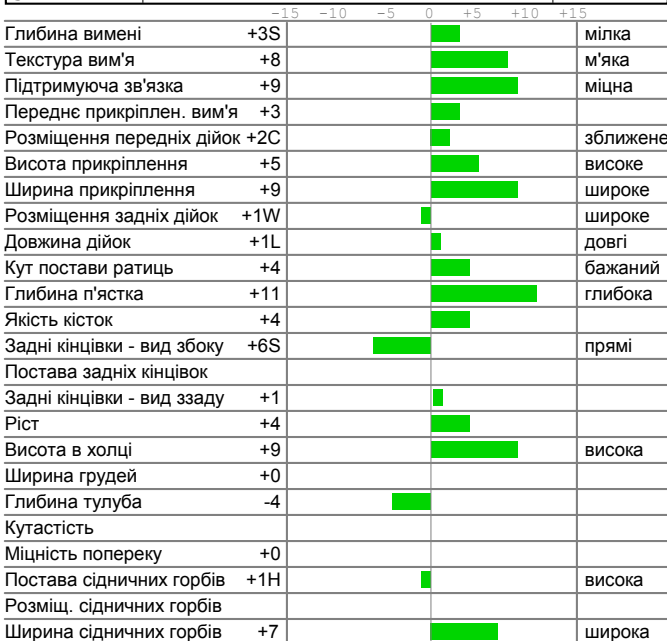 -15 -10 -5 0 +5 +10 +15
Глибина вимені +3S мілка
Текстура вим'я +8 м'яка
Підтримуюча зв'язка +9 міцна
Переднє прикріплен. вим'я +3
Розміщення передніх дійок +2C зближене
Висота прикріплення +5 високе
Ширина прикріплення +9 широке
Розміщення задніх дійок +1W широке
Довжина дійок +1L довгі
Кут постави ратиць +4 бажаний
Глибина п'ястка +11 глибока
Якість кісток +4
Задні кінцівки - вид збоку +6S прямі
Постава задніх кінцівок
Задні кінцівки - вид ззаду +1
Ріст +4
Висота в холці +9 висока
Ширина грудей +0
Глибина тулуба -4
Кутастість
Міцність попереку +0
Постава сідничних горбів +1H висока
Розміщ. сідничних горбів
Ширина сідничних горбів +7 широка